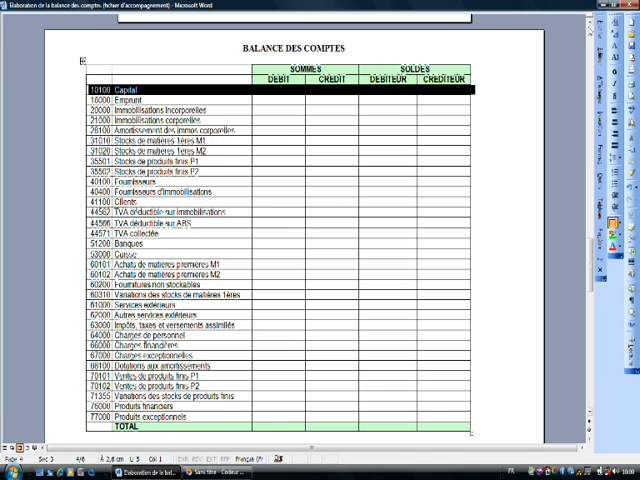 Elaboration de la balance des comptes (fichier d'accompagnement) - Microsoft Word
BALANCE DES COMPTES
SOMMES SOLDES
DEBIT CREDIT DEBITEUR CREDITEUR
10100 Capital
16000 Emprunt
20000 Immobilisations incorporelles
21000 Immobilisations corporelles
28100 Amortissement des immos corporelles
31010 Stocks de matières 1ères M1
31020 Stocks de matières 1ères M2
35501 Stocks de produits finis P1
35502 Stocks de produits finis P2
40100 Fournisseurs
40400 Fournisseurs d'immobilisations
41100 Clients
44562 TVA déductible sur immobilisations
44566 TVA déductible sur ABS
44571 TVA collectée
51200 Banques
53000 Caisse
60101 Achats de matières premières M1
60102 Achats de matières premières M2
60200 Fournitures non stockables
60310 Variations des stocks de matières 1ères
61000 Services extérieurs
62000 Autres services extérieurs
63000 Impôts, taxes et versements assimilés
64000 Charges de personnel
66000 Charges financières
67000 Charges exceptionnelles
68100 Dotations aux amortissements
70101 Ventes de produits finis P1
70102 Ventes de produits finis P2
71355 Variations des stocks de produits finis
76000 Produits financiers
77000 Produits exceptionnels
TOTAL
Page 4 Sec 3 4/6 À 2,6 cm Li 5 Col 1 ENR REV EXT RFP Français (Fr
Elaboration de la bal... Sans titre - Codeur ... FR